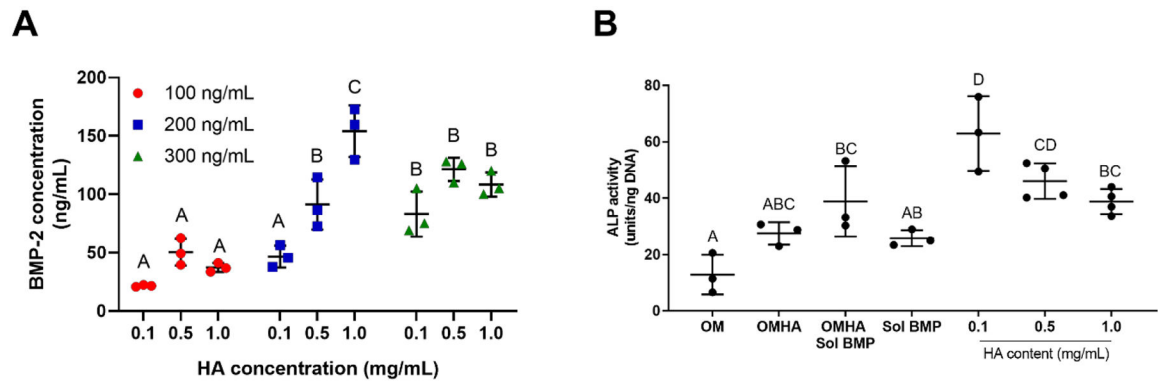 A
BMP-2 concentration
(ng/mL)
200
150
100
50
0
100 ng/mL
200 ng/mL
300 ng/mL
A
A
A
A
B
C
B
B
B
0.1 0.5 1.0 0.1 0.5 1.0 0.1 0.5 1.0
HA concentration (mg/mL)
B
ALP activity
(units/ng DNA)
80
60
40
20
0
A
ABC
BC
AB
D
CD
BC
OM OMHA OMHA Sol BMP 0.1 0.5 1.0
Sol BMP
HA content (mg/mL)